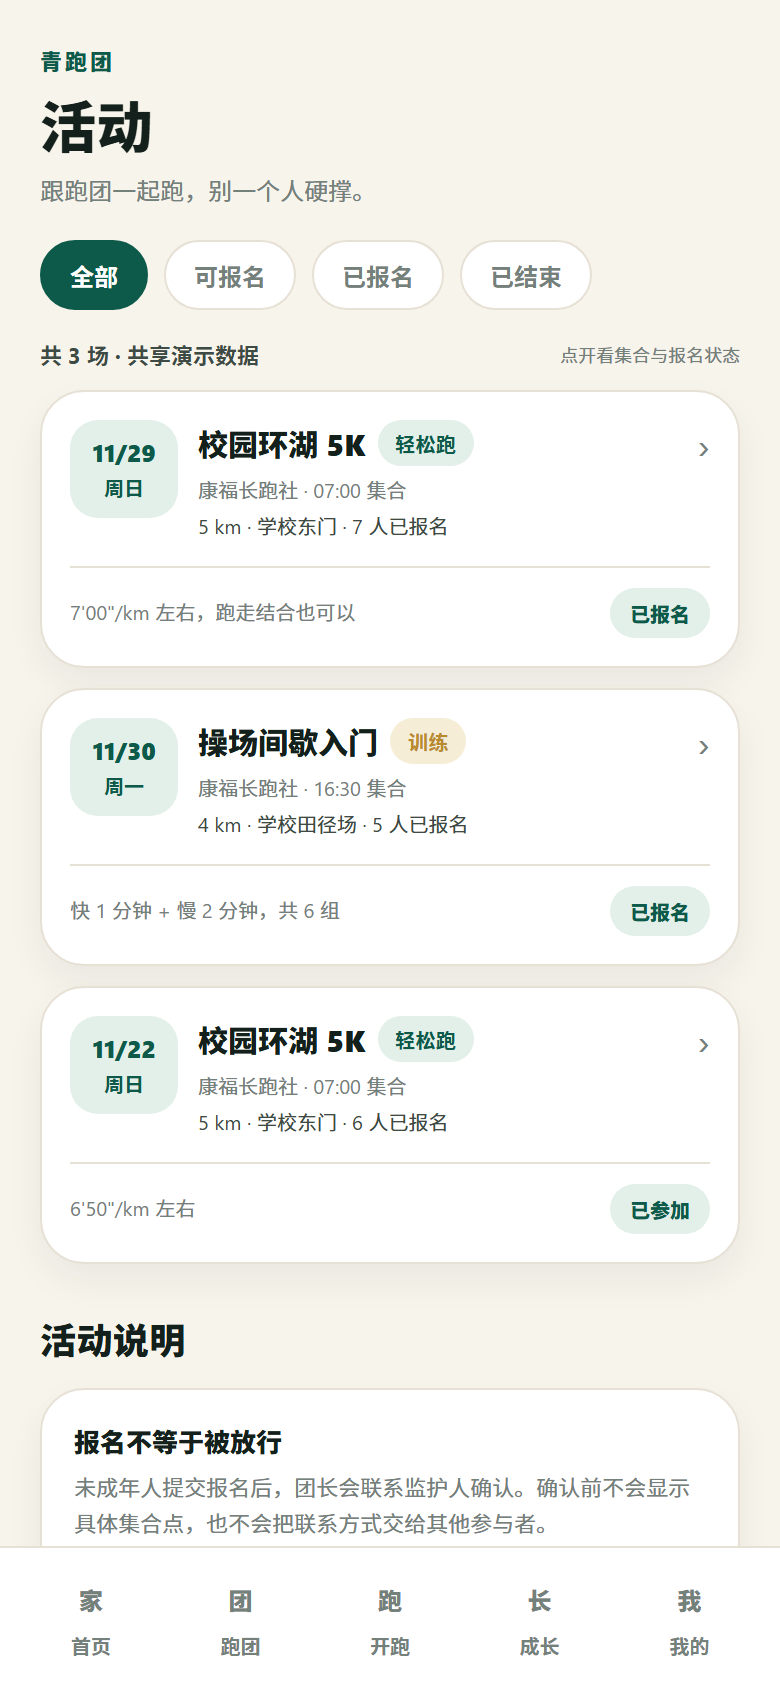 青跑团
活动
跟跑团一起跑，别一个人硬撑。
全部 可报名 已报名 已结束
共 3 场 · 共享演示数据 点开看集合与报名状态
11/29
周日
校园环湖 5K 轻松跑 ›
康福长跑社 · 07:00 集合
5 km · 学校东门 · 7 人已报名
7'00"/km 左右，跑走结合也可以 已报名
11/30
周一
操场间歇入门 训练 ›
康福长跑社 · 16:30 集合
4 km · 学校田径场 · 5 人已报名
快 1 分钟 + 慢 2 分钟，共 6 组 已报名
11/22
周日
校园环湖 5K 轻松跑 ›
康福长跑社 · 07:00 集合
5 km · 学校东门 · 6 人已报名
6'50"/km 左右 已参加
活动说明
报名不等于被放行
未成年人提交报名后，团长会联系监护人确认。确认前不会显示
具体集合点，也不会把联系方式交给其他参与者。
家 团 跑 长 我
首页 跑团 开跑 成长 我的